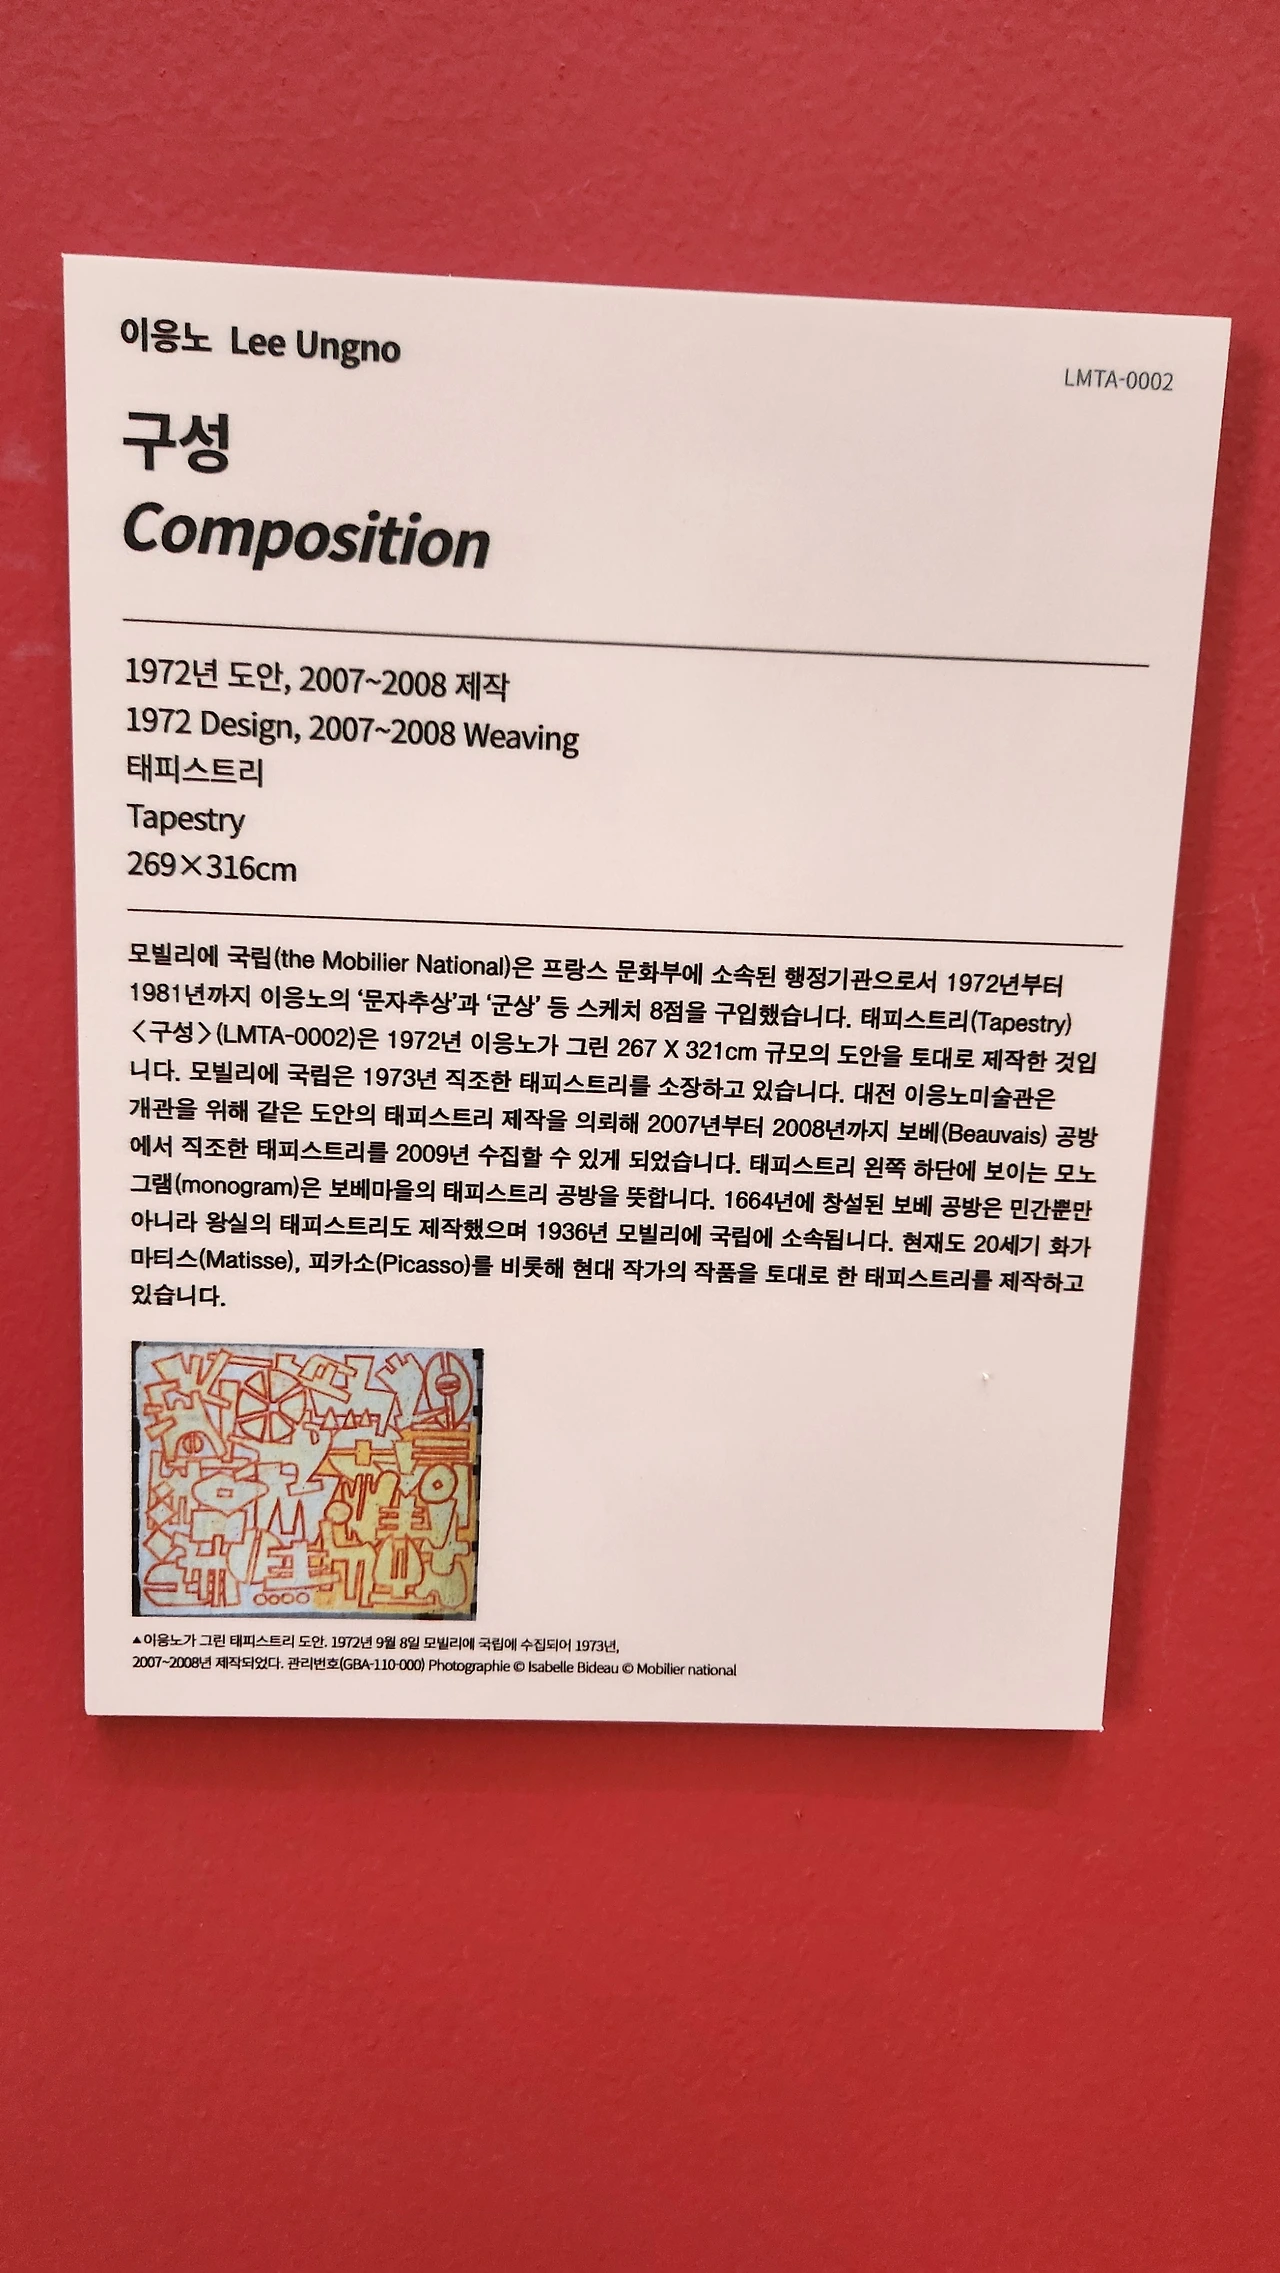 이응노 Lee Ungno
LMTA-0002
구성
Composition
1972년 도안, 2007~2008 제작
1972 Design, 2007~2008 Weaving
태피스트리
Tapestry
269×316cm
모빌리에 국립(the Mobilier National)은 프랑스 문화부에 소속된 행정기관으로서 1972년부터
1981년까지 이응노의 ‘문자추상’과 ‘군상’ 등 스케치 8점을 구입했습니다. 태피스트리(Tapestry)
〈구성〉(LMTA-0002)은 1972년 이응노가 그린 267 X 321cm 규모의 도안을 토대로 제작한 것입
니다. 모빌리에 국립은 1973년 직조한 태피스트리를 소장하고 있습니다. 대전 이응노미술관은
개관을 위해 같은 도안의 태피스트리 제작을 의뢰해 2007년부터 2008년까지 보베(Beauvais) 공방
에서 직조한 태피스트리를 2009년 수집할 수 있게 되었습니다. 태피스트리 왼쪽 하단에 보이는 모노
그램(monogram)은 보베마을의 태피스트리 공방을 뜻합니다. 1664년에 창설된 보베 공방은 민간뿐만
아니라 왕실의 태피스트리도 제작했으며 1936년 모빌리에 국립에 소속됩니다. 현재도 20세기 화가
마티스(Matisse), 피카소(Picasso)를 비롯해 현대 작가의 작품을 토대로 한 태피스트리를 제작하고
있습니다.
▲이응노가 그린 태피스트리 도안. 1972년 9월 8일 모빌리에 국립에 수집되어 1973년,
2007~2008년 제작되었다. 관리번호(GBA-110-000) Photographie © Isabelle Bideau © Mobilier national